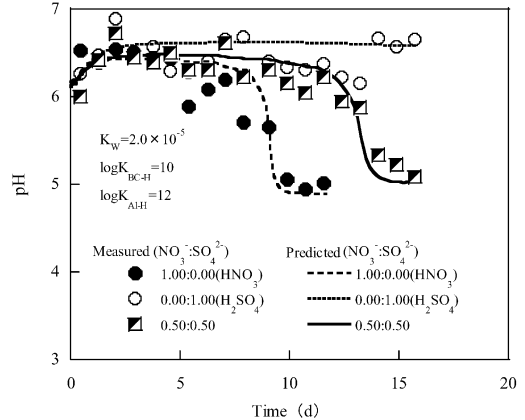 7
6
5
4
3
pH
K_W=2.0×10^-5
logK_BC-H=10
logK_Al-H=12
Measured (NO3^-:SO4^2-) Predicted (NO3^-:SO4^2-)
1.00:0.00(HNO3) 1.00:0.00(HNO3)
0.00:1.00(H2SO4) 0.00:1.00(H2SO4)
0.50:0.50 0.50:0.50
0 5 10 15 20
Time (d)